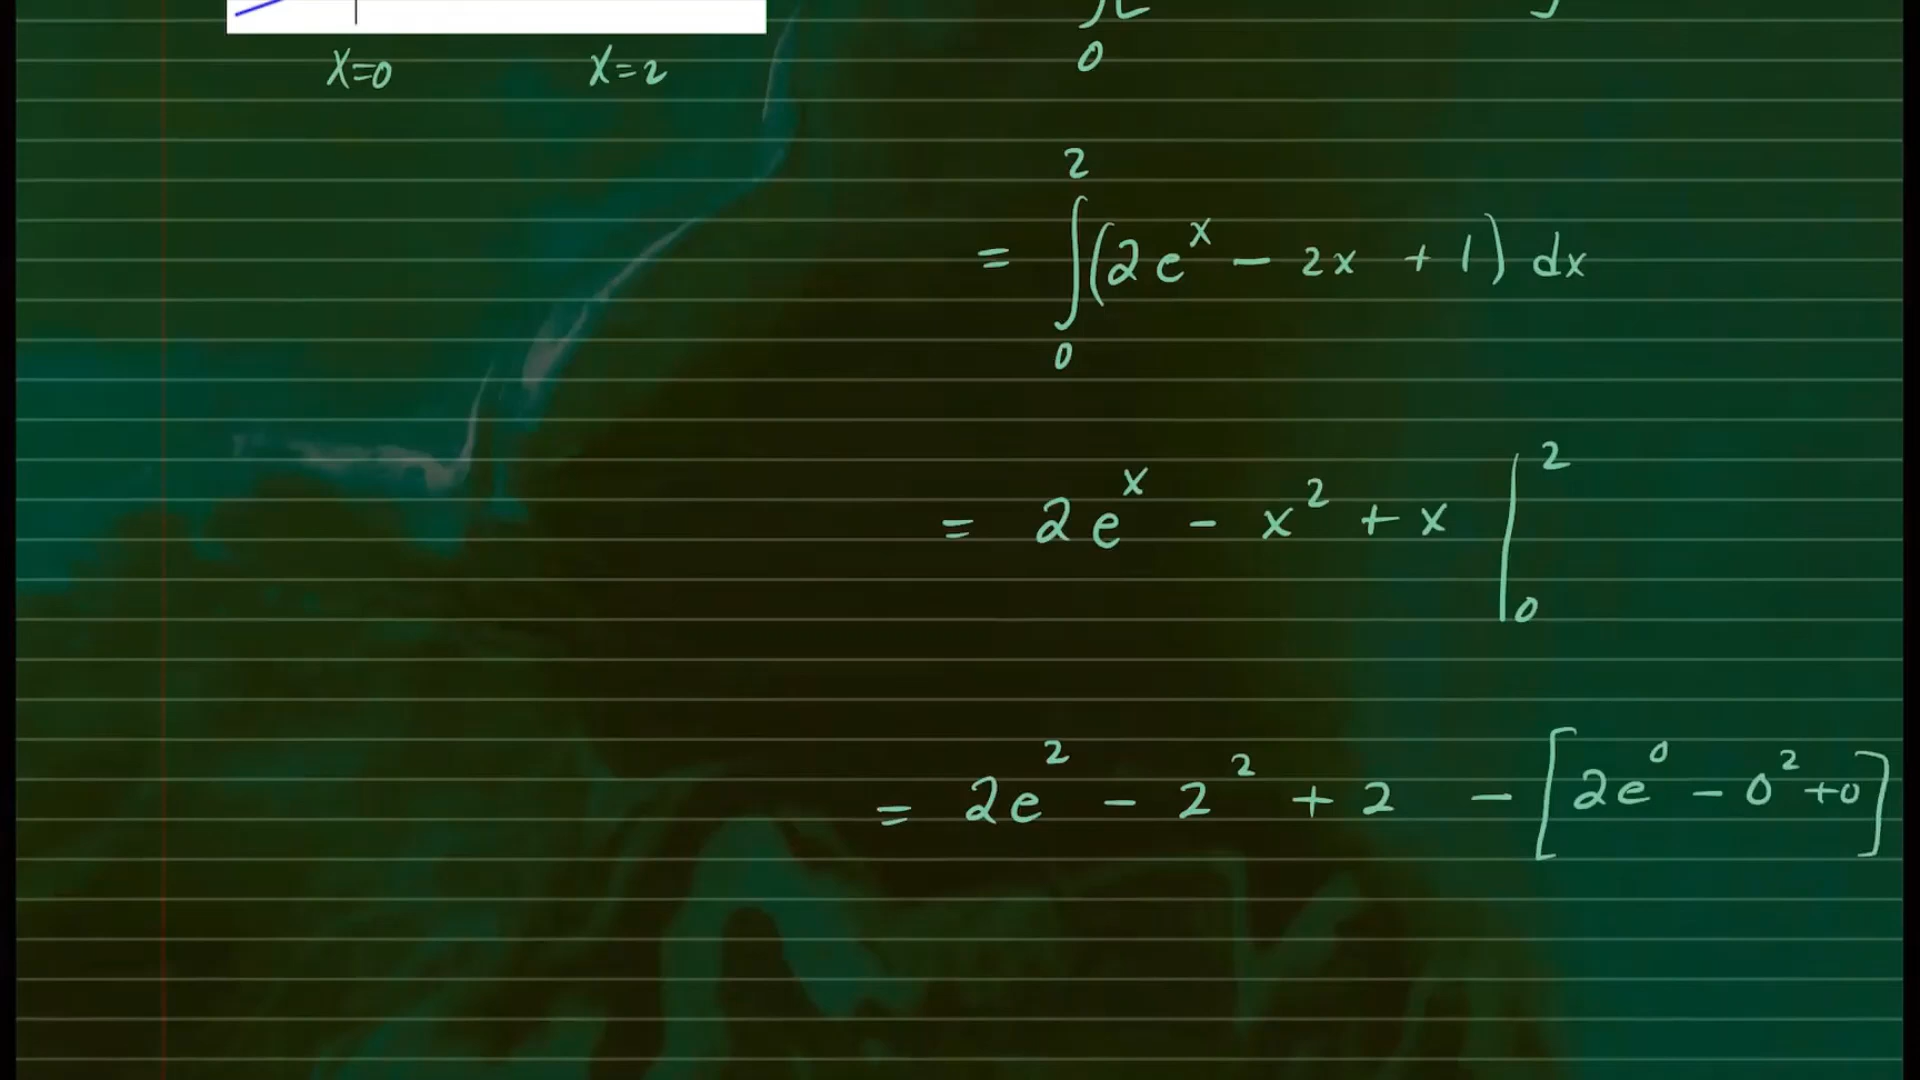 x=0 x=2
0
2
= ∫(2e^x - 2x + 1) dx
0
= 2e^x - x^2 + x |^2
0
= 2e^2 - 2^2 + 2 - [2e^0 - 0^2 + 0]